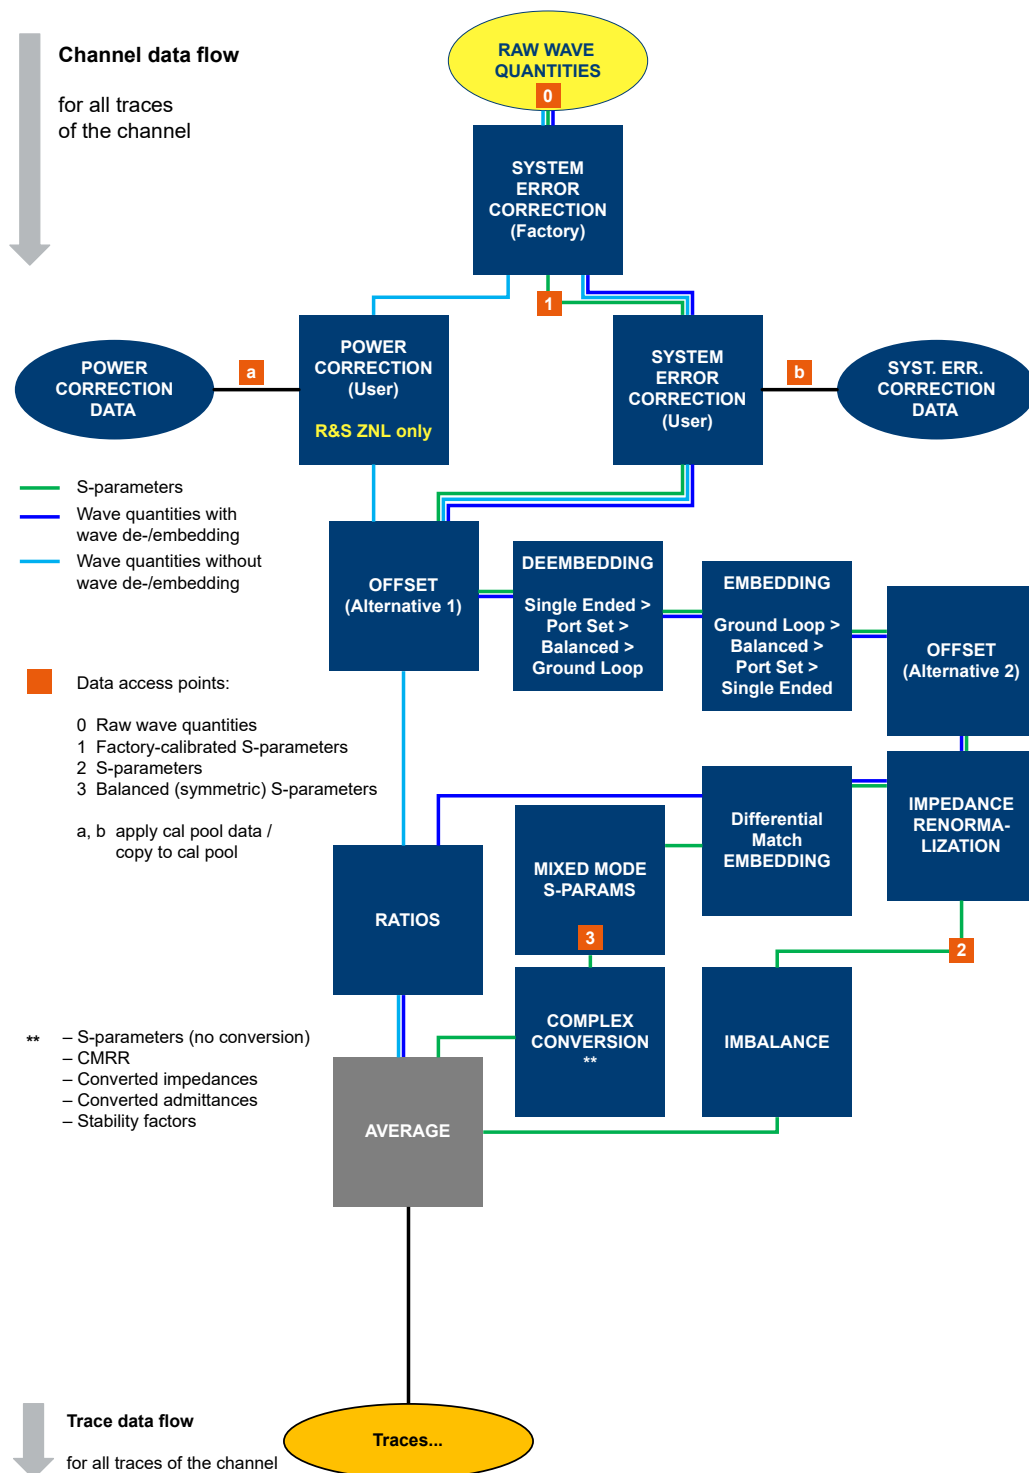 Channel data flow
for all traces
of the channel
RAW WAVE
QUANTITIES
0
SYSTEM
ERROR
CORRECTION
(Factory)
1
POWER
CORRECTION
DATA
a
POWER
CORRECTION
(User)
R&S ZNL only
SYSTEM
ERROR
CORRECTION
(User)
b
SYST. ERR.
CORRECTION
DATA
S-parameters
Wave quantities with
wave de-/embedding
Wave quantities without
wave de-/embedding
OFFSET
(Alternative 1)
DEEMBEDDING
Single Ended >
Port Set >
Balanced >
Ground Loop
EMBEDDING
Ground Loop >
Balanced >
Port Set >
Single Ended
OFFSET
(Alternative 2)
Data access points:
0 Raw wave quantities
1 Factory-calibrated S-parameters
2 S-parameters
3 Balanced (symmetric) S-parameters
a, b apply cal pool data /
copy to cal pool
IMPEDANCE
RENORMA-
LIZATION
Differential
Match
EMBEDDING
MIXED MODE
S-PARAMS
3
RATIOS
2
COMPLEX
CONVERSION
**
IMBALANCE
** – S-parameters (no conversion)
– CMRR
– Converted impedances
– Converted admittances
– Stability factors
AVERAGE
Trace data flow
for all traces of the channel
Traces...